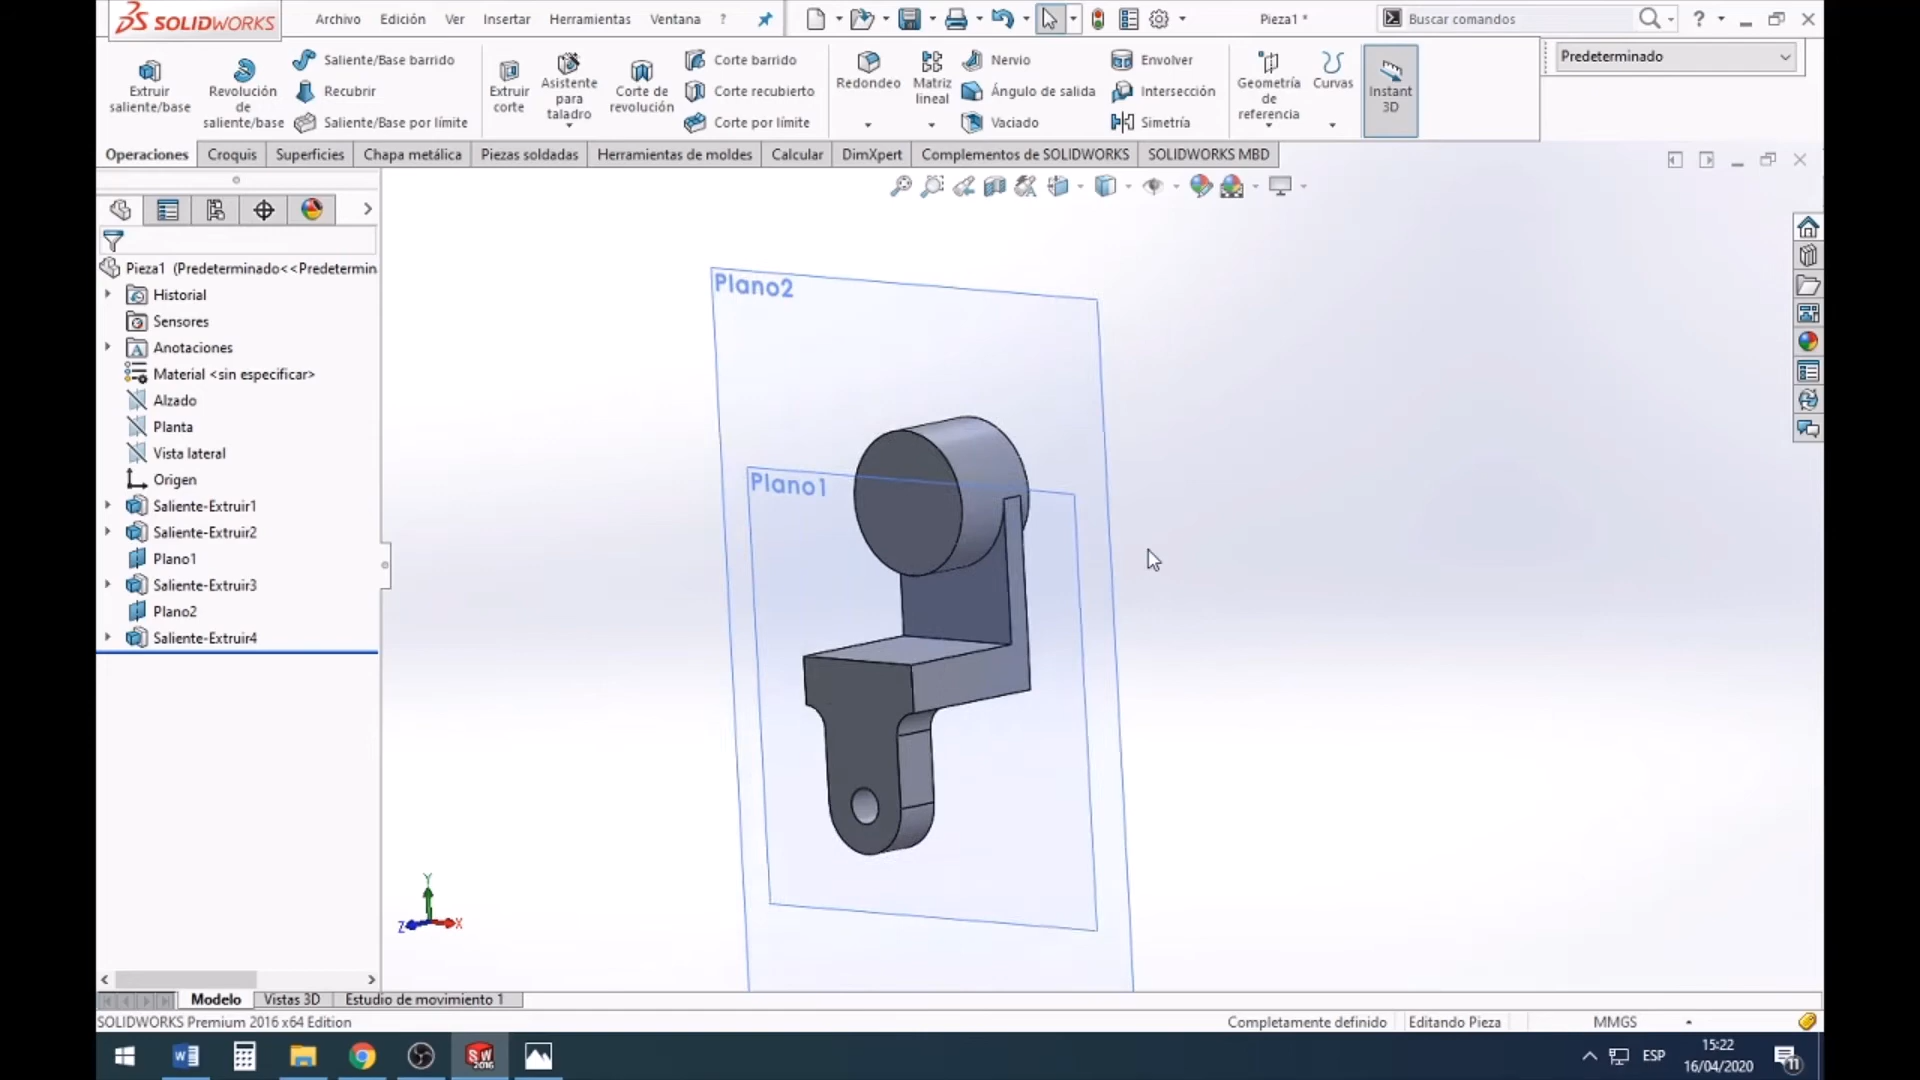 SOLIDWORKS
Archivo Edición Ver Insertar Herramientas Ventana ?
Pieza1 *
Buscar comandos
?
Extruir saliente/base
Revolución de saliente/base
Saliente/Base barrido
Recubrir
Saliente/Base por límite
Extruir corte
Asistente para taladro
Corte de revolución
Corte barrido
Corte recubierto
Corte por límite
Redondeo
Matriz lineal
Nervio
Ángulo de salida
Vaciado
Envolver
Intersección
Simetría
Geometría de referencia
Curvas
Instant 3D
Predeterminado
Operaciones Croquis Superficies Chapa metálica Piezas soldadas Herramientas de moldes Calcular DimXpert Complementos de SOLIDWORKS SOLIDWORKS MBD
Pieza1 (Predeterminado<<Predetermin
Historial
Sensores
Anotaciones
Material <sin especificar>
Alzado
Planta
Vista lateral
Origen
Saliente-Extruir1
Saliente-Extruir2
Plano1
Saliente-Extruir3
Plano2
Saliente-Extruir4
Plano2
Plano1
Y
Z
X
Modelo Vistas 3D Estudio de movimiento 1
SOLIDWORKS Premium 2016 x64 Edition
Completamente definido Editando Pieza MMGS
ESP
15:22
16/04/2020
11